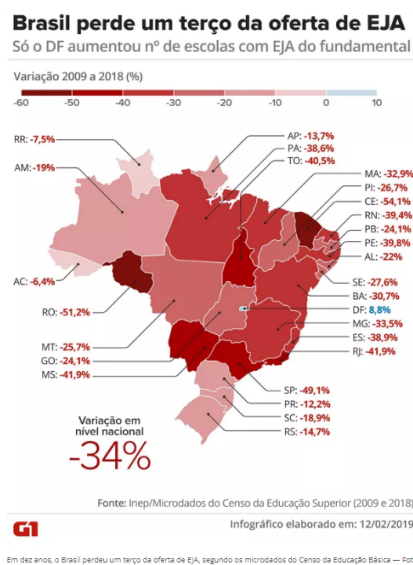 Brasil perde um terço da oferta de EJA
Só o DF aumentou nº de escolas com EJA do fundamental
Variação 2009 a 2018 (%)
-60 -50 -40 -30 -20 -10 0 10
RR: -7,5%
AM: -19%
AP: -13,7%
PA: -38,6%
TO: -40,5%
MA: -32,9%
PI: -26,7%
CE: -54,1%
RN: -39,4%
PB: -24,1%
PE: -39,8%
AL: -22%
AC: -6,4%
RO: -51,2%
MT: -25,7%
GO: -24,1%
MS: -41,9%
SE: -27,6%
BA: -30,7%
DF: 8,8%
MG: -33,5%
ES: -38,9%
RJ: -41,9%
SP: -49,1%
PR: -12,2%
SC: -18,9%
RS: -14,7%
Variação em
nível nacional
-34%
Fonte: Inep/Microdados do Censo da Educação Superior (2009 e 2018)
G1
Infográfico elaborado em: 12/02/2019
Em dez anos, o Brasil perdeu um terço da oferta de EJA, segundo os microdados do Censo da Educação Básica — Fot